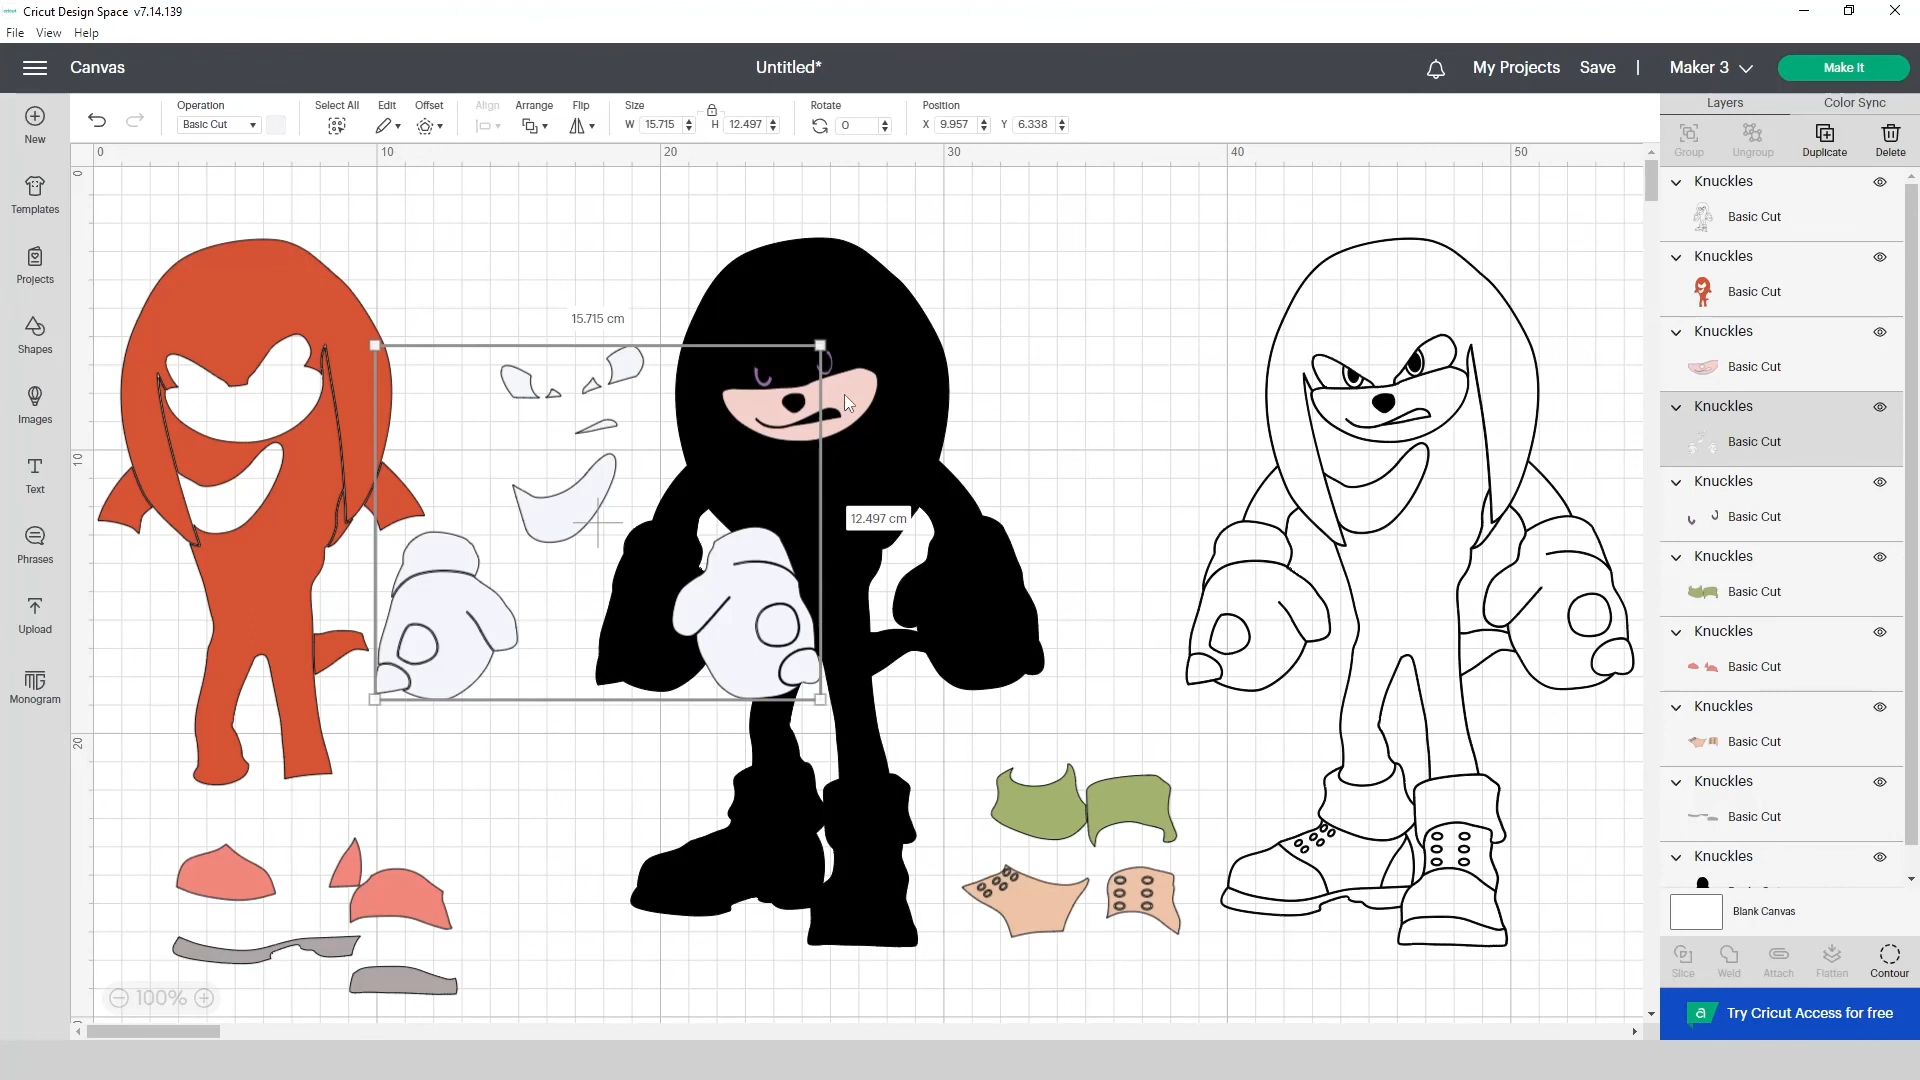 Cricut Design Space v7.14.139
File View Help
Canvas
Untitled*
My Projects Save | Maker 3 Make It
New
Templates
Projects
Shapes
Images
Text
Phrases
Upload
Monogram
Operation
Basic Cut
Select All Edit Offset Align Arrange Flip
Size
W 15.715 H 12.497
Rotate
0
Position
X 9.957 Y 6.338
0 10 20 30 40 50
0
10
20
15.715 cm
12.497 cm
100%
Layers Color Sync
Group Ungroup Duplicate Delete
Knuckles
Basic Cut
Knuckles
Basic Cut
Knuckles
Basic Cut
Knuckles
Basic Cut
Knuckles
Basic Cut
Knuckles
Basic Cut
Knuckles
Basic Cut
Knuckles
Basic Cut
Knuckles
Basic Cut
Knuckles
Blank Canvas
Slice Weld Attach Flatten Contour
a Try Cricut Access for free